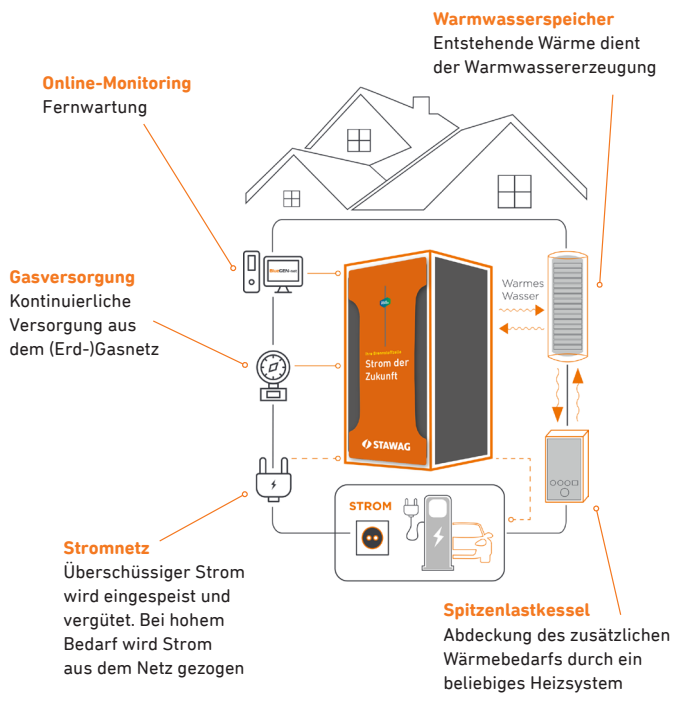 Warmwasserspeicher
Entstehende Wärme dient
der Warmwassererzeugung
Online-Monitoring
Fernwartung
Gasversorgung
Kontinuierliche
Versorgung aus
dem (Erd-)Gasnetz
Warmes
Wasser
Strom der
Zukunft
STAWAG
STROM
Stromnetz
Überschüssiger Strom
wird eingespeist und
vergütet. Bei hohem
Bedarf wird Strom
aus dem Netz gezogen
Spitzenlastkessel
Abdeckung des zusätzlichen
Wärmebedarfs durch ein
beliebiges Heizsystem